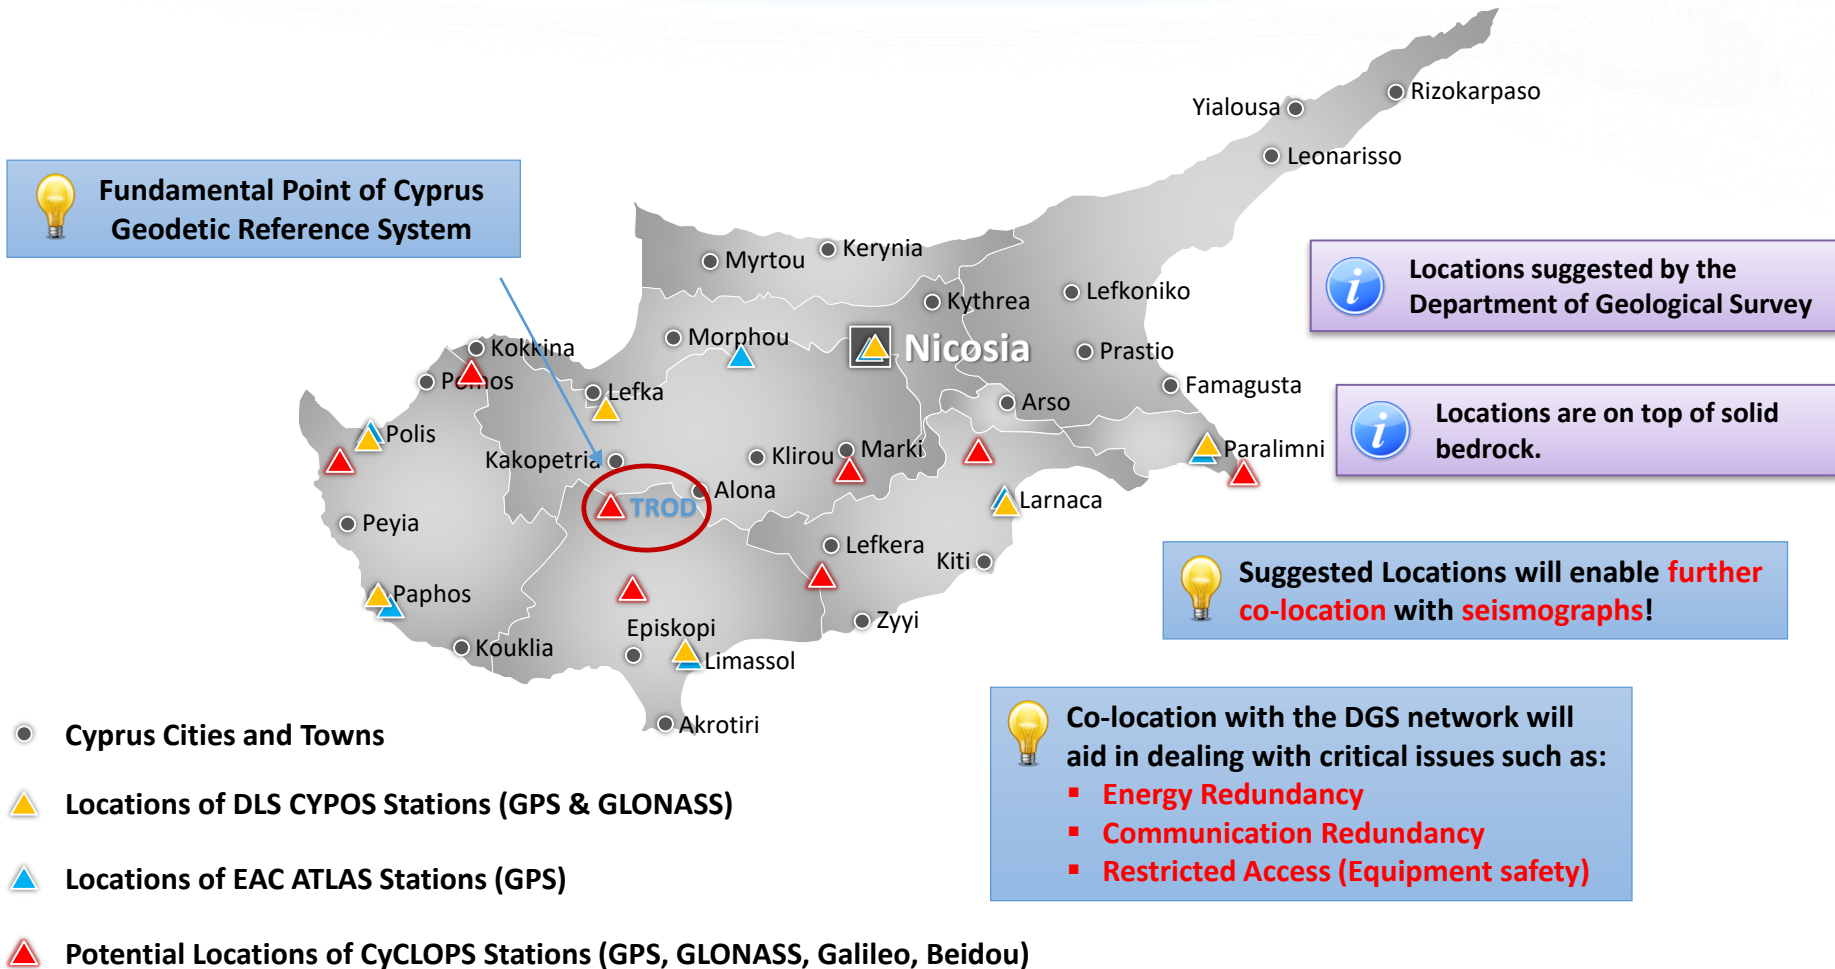 Yialousa
Rizokarpaso
Leonarisso
Fundamental Point of Cyprus
Geodetic Reference System
Myrtou
Kerynia
Kythrea
Lefkoniko
Locations suggested by the
Department of Geological Survey
Kokkina
Morphou
Nicosia
Prastio
Pomos
Lefka
Famagusta
Arso
Locations are on top of solid
bedrock.
Polis
Kakopetria
Klirou
Marki
Paralimni
Alona
TROD
Larnaca
Peyia
Lefkera
Kiti
Suggested Locations will enable further
co-location with seismographs!
Paphos
Zyyi
Episkopi
Kouklia
Limassol
Akrotiri
Co-location with the DGS network will
aid in dealing with critical issues such as:
▪ Energy Redundancy
▪ Communication Redundancy
▪ Restricted Access (Equipment safety)
Cyprus Cities and Towns
Locations of DLS CYPOS Stations (GPS & GLONASS)
Locations of EAC ATLAS Stations (GPS)
Potential Locations of CyCLOPS Stations (GPS, GLONASS, Galileo, Beidou)